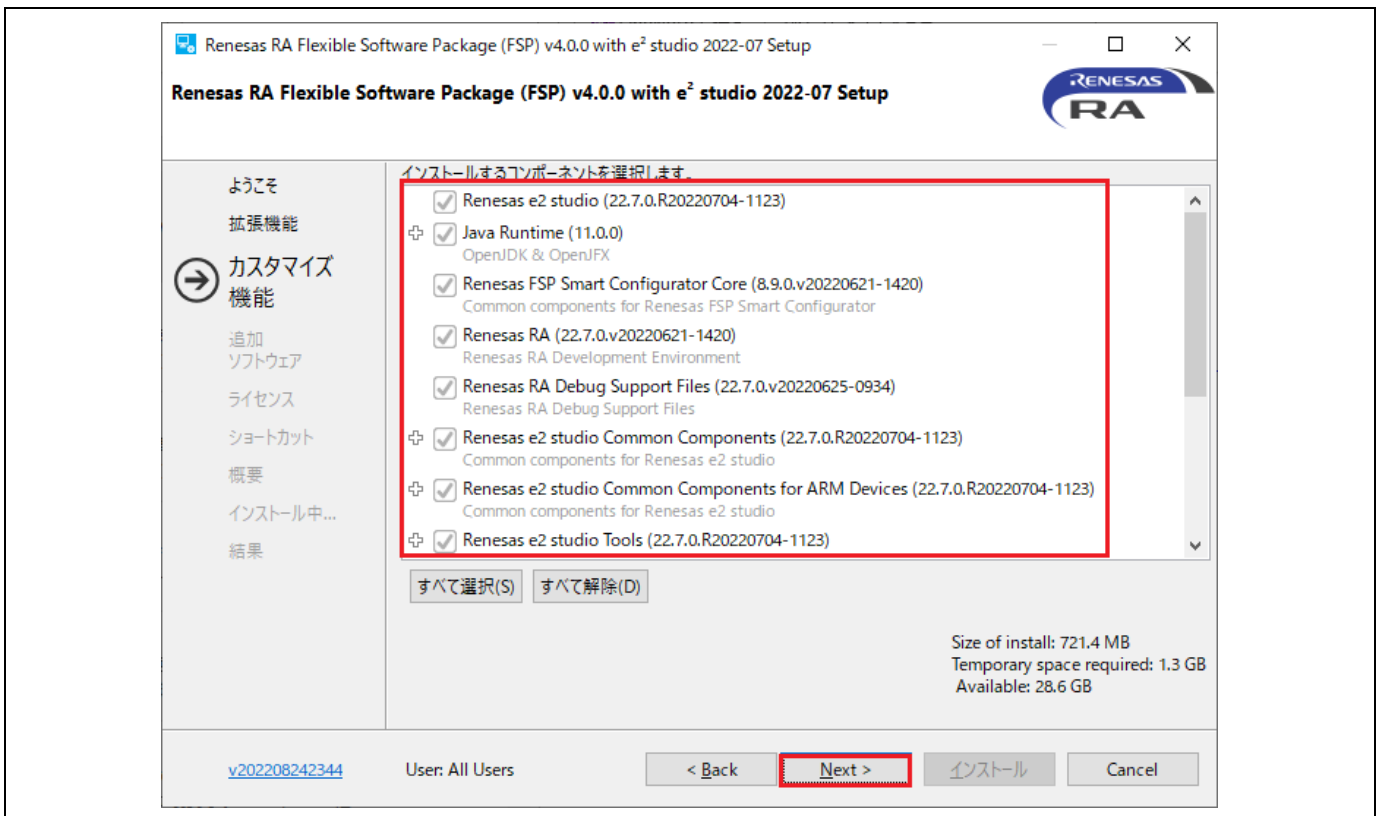 Renesas RA Flexible Software Package (FSP) v4.0.0 with e² studio 2022-07 Setup
Renesas RA Flexible Software Package (FSP) v4.0.0 with e² studio 2022-07 Setup
RENESAS
RA
ようこそ
拡張機能
カスタマイズ
機能
追加
ソフトウェア
ライセンス
ショートカット
概要
インストール中...
結果
インストールするコンポーネントを選択します。
Renesas e2 studio (22.7.0.R20220704-1123)
Java Runtime (11.0.0)
OpenJDK & OpenJFX
Renesas FSP Smart Configurator Core (8.9.0.v20220621-1420)
Common components for Renesas FSP Smart Configurator
Renesas RA (22.7.0.v20220621-1420)
Renesas RA Development Environment
Renesas RA Debug Support Files (22.7.0.v20220625-0934)
Renesas RA Debug Support Files
Renesas e2 studio Common Components (22.7.0.R20220704-1123)
Common components for Renesas e2 studio
Renesas e2 studio Common Components for ARM Devices (22.7.0.R20220704-1123)
Common components for Renesas e2 studio
Renesas e2 studio Tools (22.7.0.R20220704-1123)
すべて選択(S) すべて解除(D)
Size of install: 721.4 MB
Temporary space required: 1.3 GB
Available: 28.6 GB
v202208242344 User: All Users < Back Next > インストール Cancel